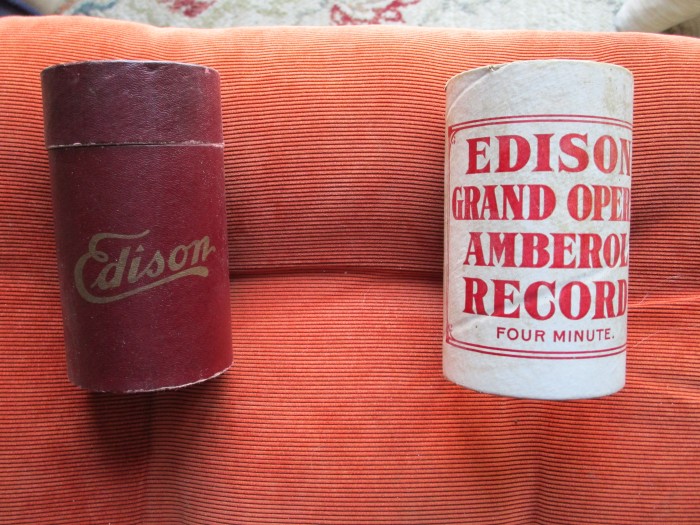 Edison
EDISON
GRAND OPER
AMBEROL
RECORD
FOUR MINUTE.